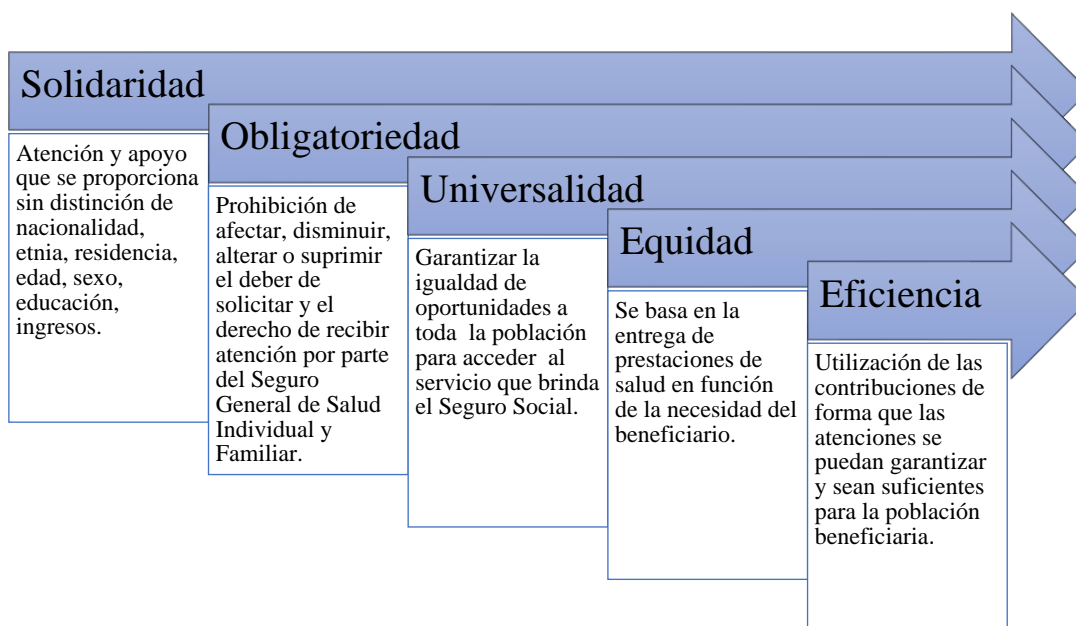 Solidaridad
Atención y apoyo
que se proporciona
sin distinción de
nacionalidad,
etnia, residencia,
edad, sexo,
educación,
ingresos.
Obligatoriedad
Prohibición de
afectar, disminuir,
alterar o suprimir
el deber de
solicitar y el
derecho de recibir
atención por parte
del Seguro
General de Salud
Individual y
Familiar.
Universalidad
Garantizar la
igualdad de
oportunidades a
toda la población
para acceder al
servicio que brinda
el Seguro Social.
Equidad
Se basa en la
entrega de
prestaciones de
salud en función
de la necesidad del
beneficiario.
Eficiencia
Utilización de las
contribuciones de
forma que las
atenciones se
puedan garantizar
y sean suficientes
para la población
beneficiaria.